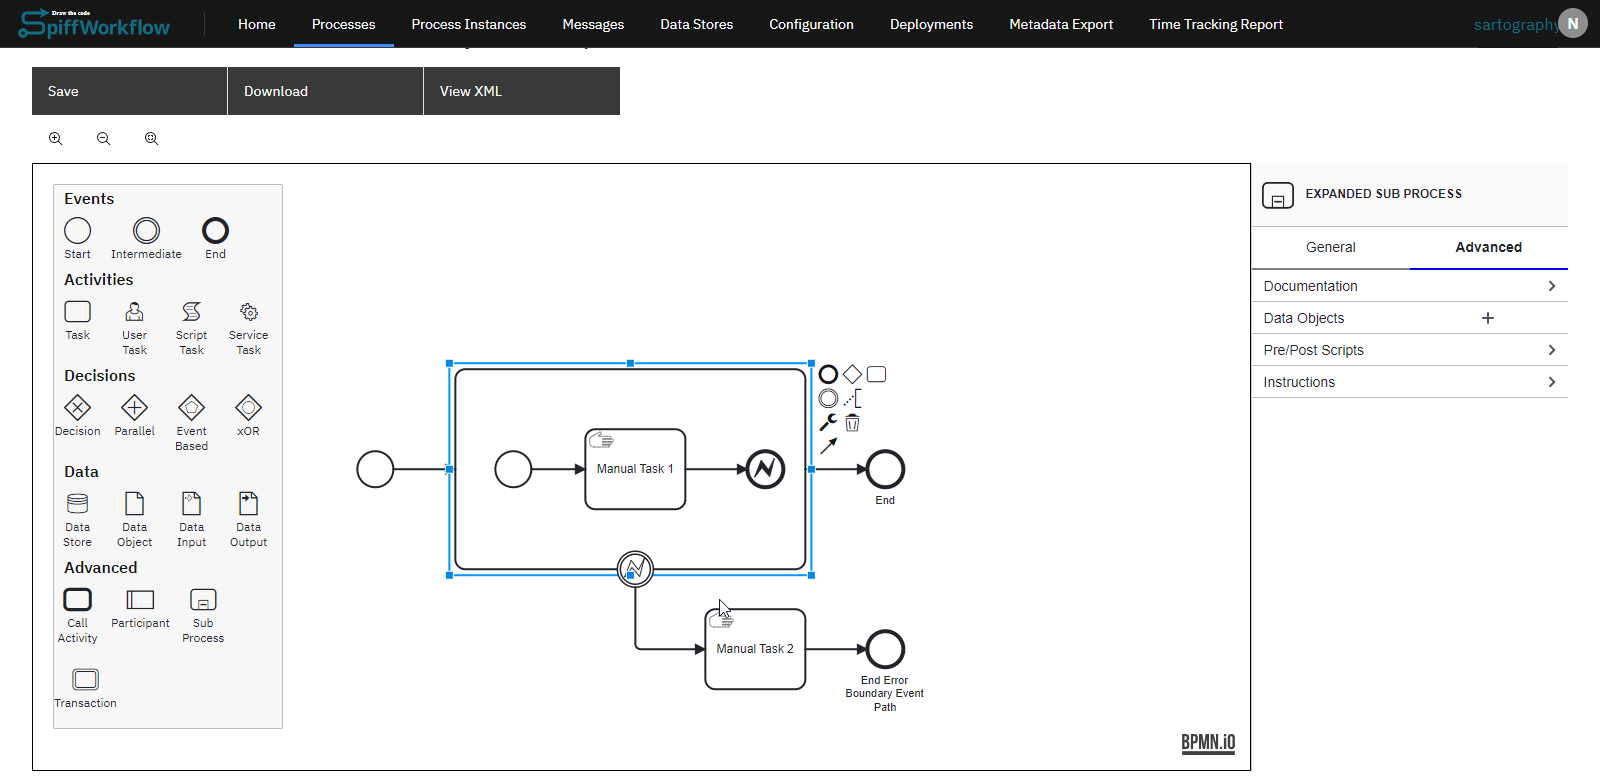 Draw the code
SpiffWorkflow
Home
Processes
Process Instances
Messages
Data Stores
Configuration
Deployments
Metadata Export
Time Tracking Report
sartography
N
Save
Download
View XML
Events
Start
Intermediate
End
Activities
Task
User
Task
Script
Task
Service
Task
Decisions
Decision
Parallel
Event
Based
xOR
Data
Data
Store
Data
Object
Data
Input
Data
Output
Advanced
Call
Activity
Participant
Sub
Process
Transaction
Manual Task 1
End
Manual Task 2
End Error
Boundary Event
Path
BPMN.iO
EXPANDED SUB PROCESS
General
Advanced
Documentation
Data Objects
Pre/Post Scripts
Instructions